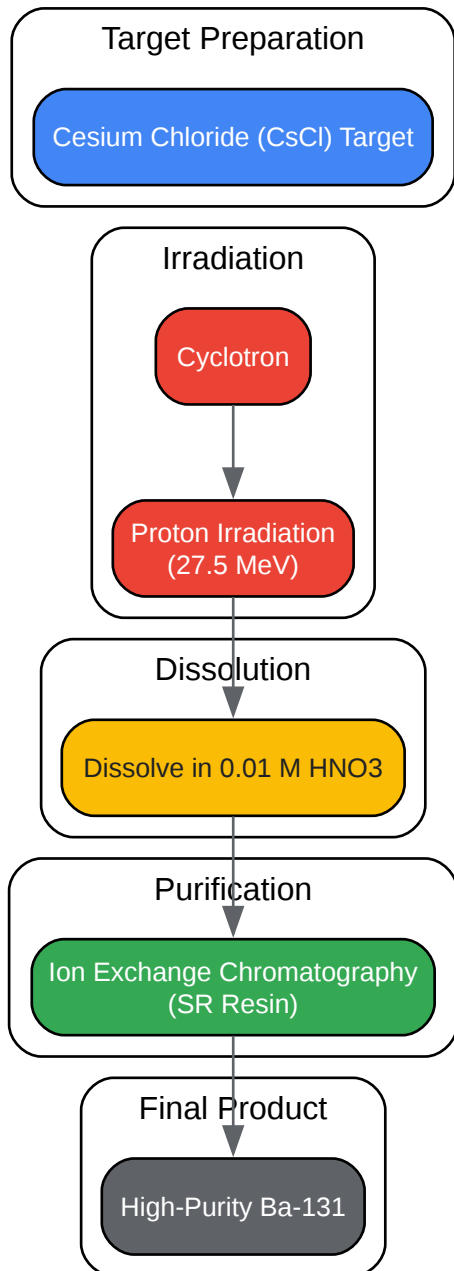 Target Preparation
Cesium Chloride (CsCl) Target
Irradiation
Cyclotron
Proton Irradiation
(27.5 MeV)
Dissolution
Dissolve in 0.01 M HNO3
Purification
Ion Exchange Chromatography
(SR Resin)
Final Product
High-Purity Ba-131